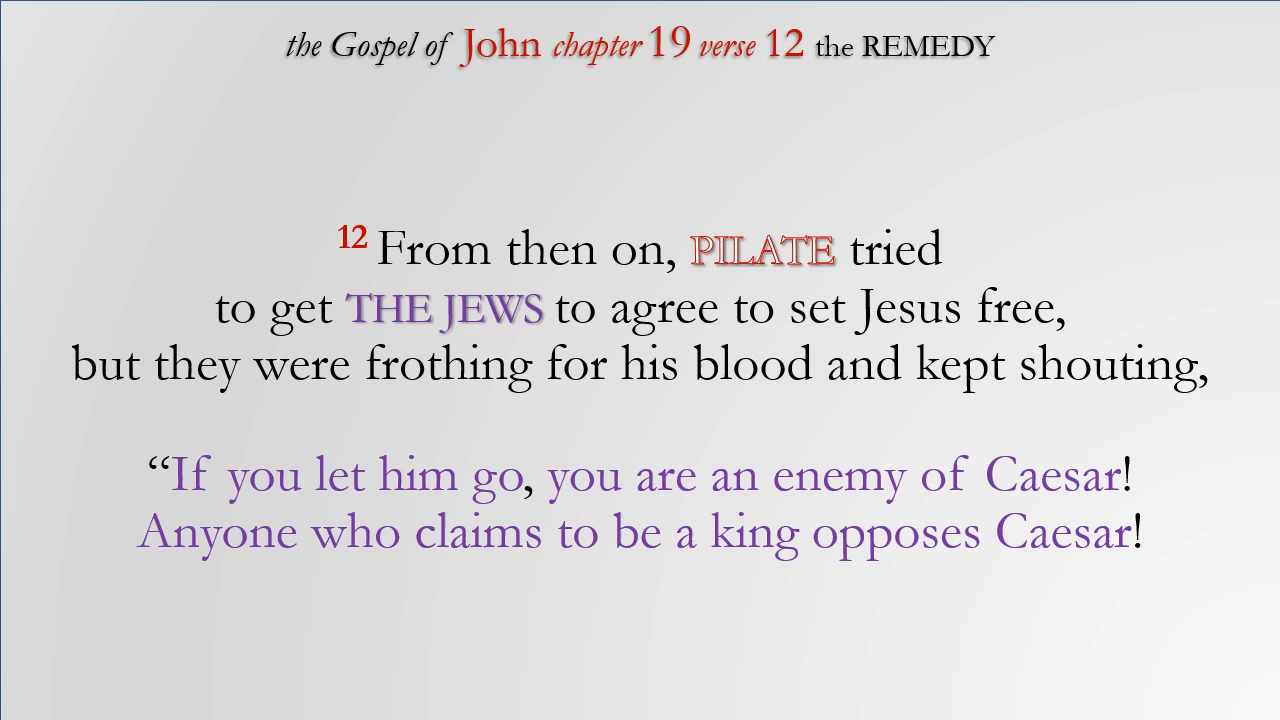 the Gospel of John chapter 19 verse 12 the REMEDY
12 From then on, PILATE tried
to get THE JEWS to agree to set Jesus free,
but they were frothing for his blood and kept shouting,
“If you let him go, you are an enemy of Caesar!
Anyone who claims to be a king opposes Caesar!